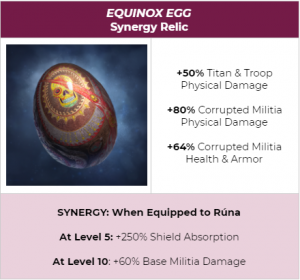 EQUINOX EGG
Synergy Relic
+50% Titan & Troop
Physical Damage
+80% Corrupted Militia
Physical Damage
+64% Corrupted Militia
Health & Armor
SYNERGY: When Equipped to Rúna
At Level 5: +250% Shield Absorption
At Level 10: +60% Base Militia Damage